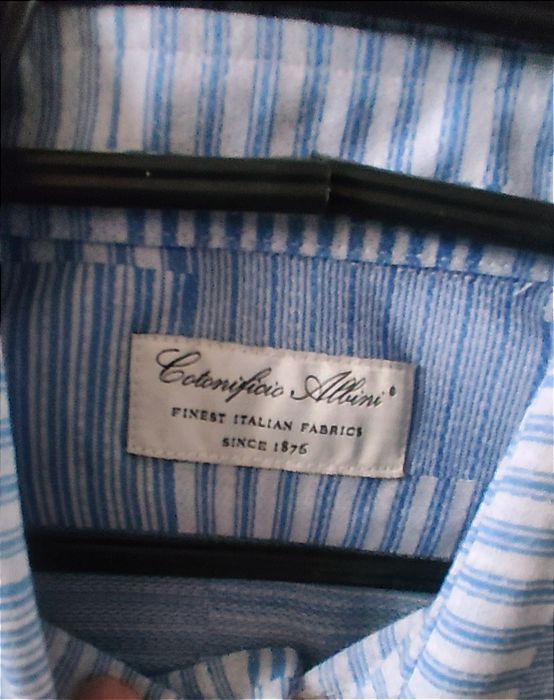 Cotonificio Albini®
FINEST ITALIAN FABRICS
SINCE 1876